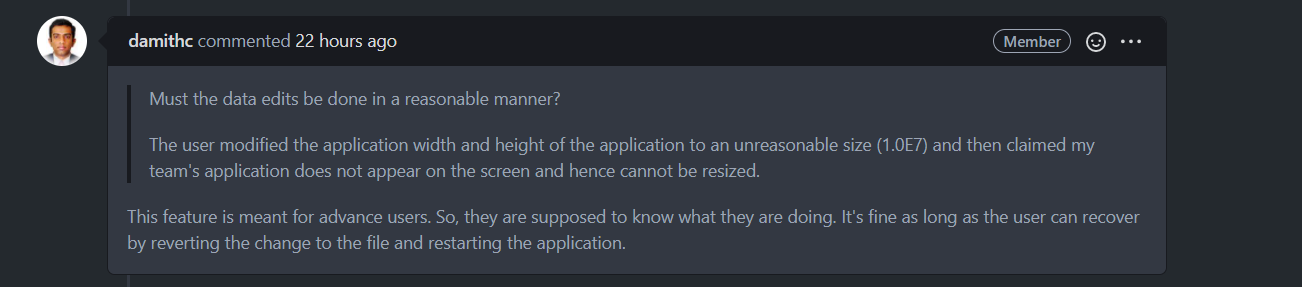 damithc commented 22 hours ago
Member
Must the data edits be done in a reasonable manner?
The user modified the application width and height of the application to an unreasonable size (1.0E7) and then claimed my
team's application does not appear on the screen and hence cannot be resized.
This feature is meant for advance users. So, they are supposed to know what they are doing. It's fine as long as the user can recover
by reverting the change to the file and restarting the application.